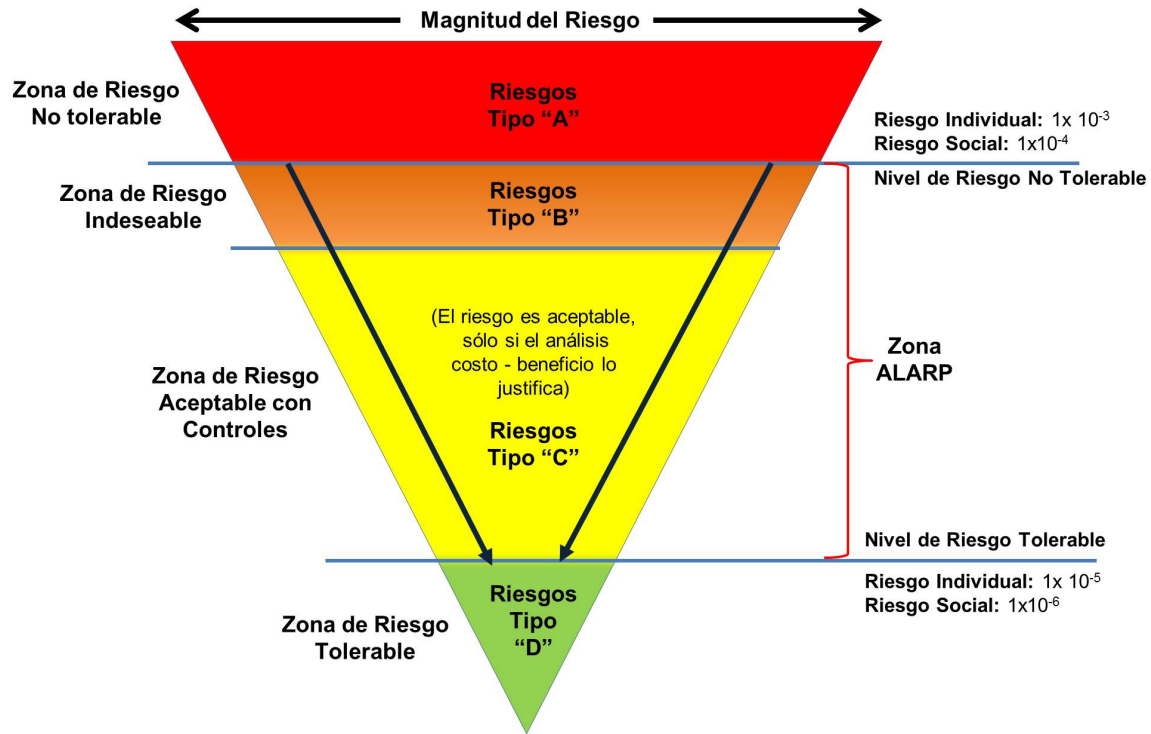 Magnitud del Riesgo
Zona de Riesgo
No tolerable
Riesgos
Tipo “A”
Riesgo Individual: 1x 10⁻³
Riesgo Social: 1x10⁻⁴
Nivel de Riesgo No Tolerable
Zona de Riesgo
Indeseable
Riesgos
Tipo “B”
(El riesgo es aceptable,
sólo si el análisis
costo - beneficio lo
justifica)
Zona de Riesgo
Aceptable con
Controles
Riesgos
Tipo “C”
Zona
ALARP
Nivel de Riesgo Tolerable
Riesgo Individual: 1x 10⁻⁵
Riesgo Social: 1x10⁻⁶
Zona de Riesgo
Tolerable
Riesgos
Tipo
“D”